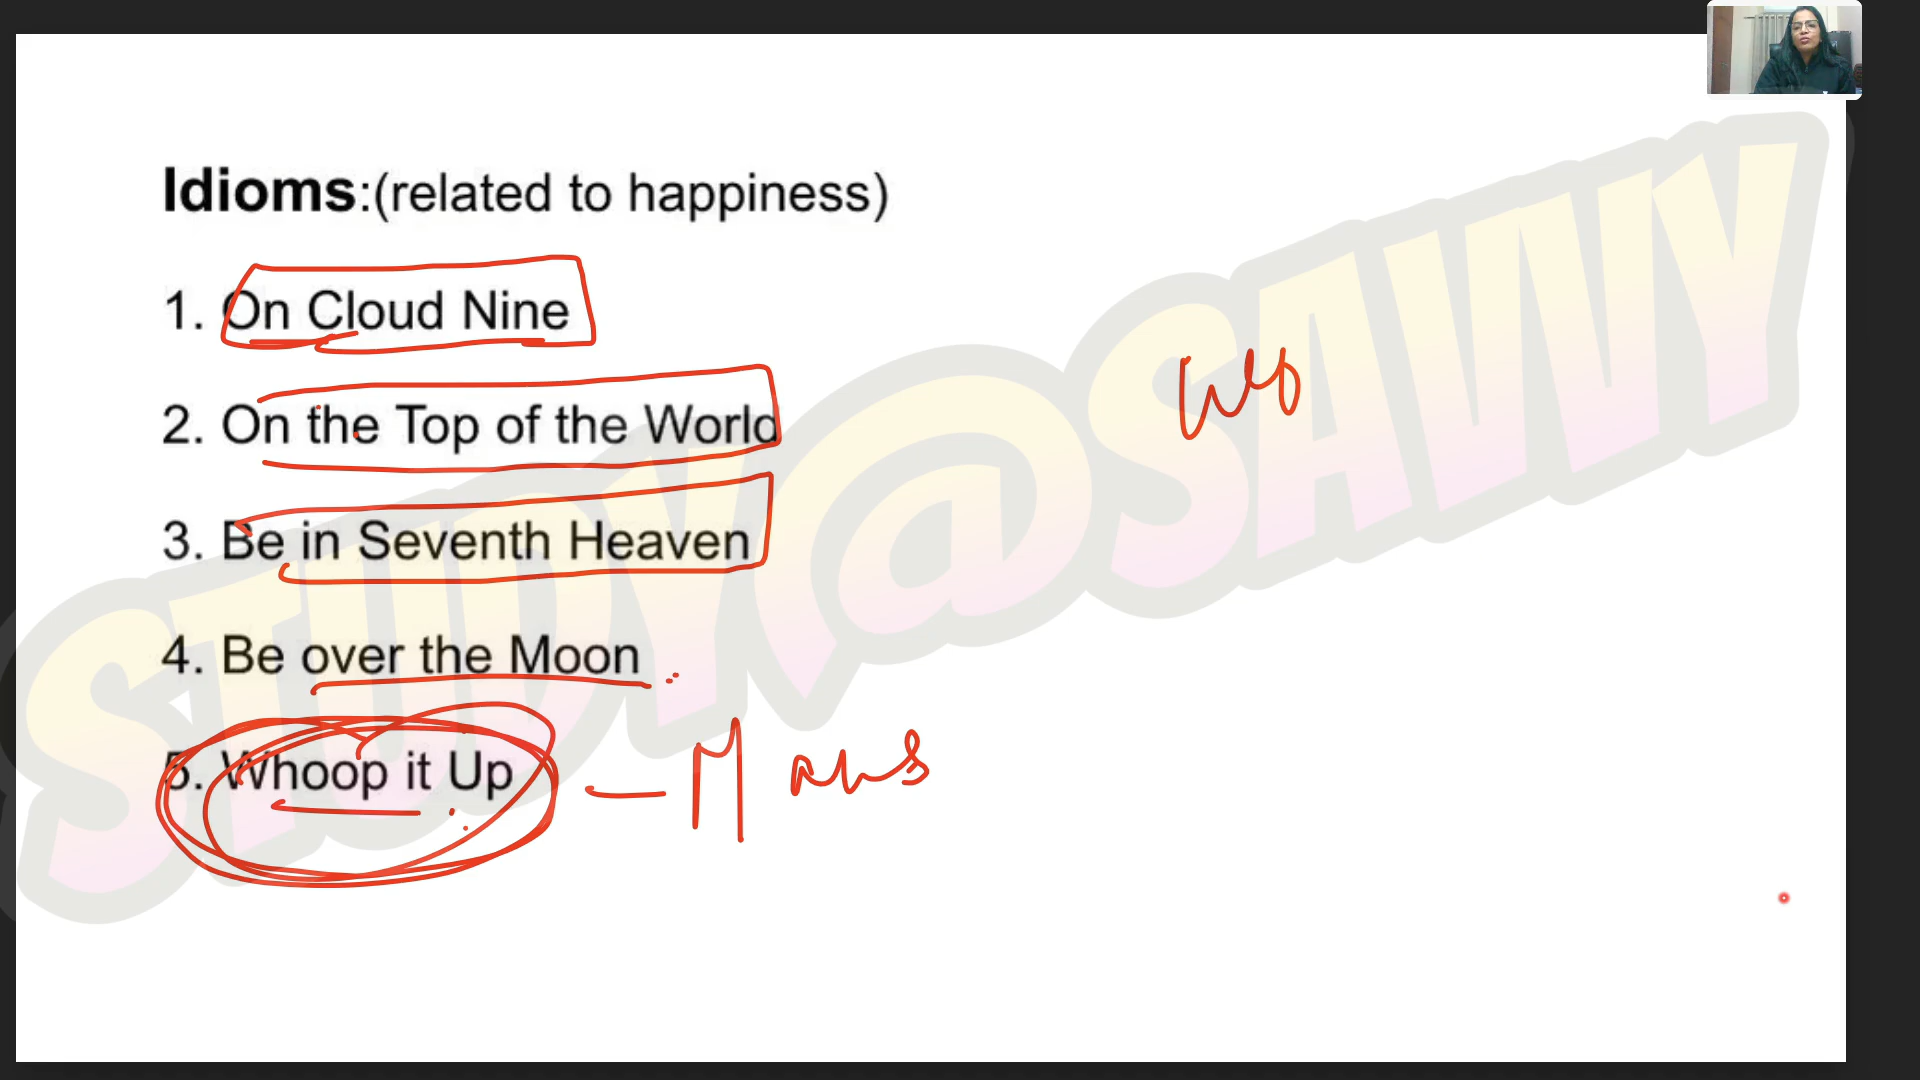 Idioms:(related to happiness)
1. On Cloud Nine
2. On the Top of the World
3. Be in Seventh Heaven
4. Be over the Moon
5. Whoop it Up
STUDY@SAVVY